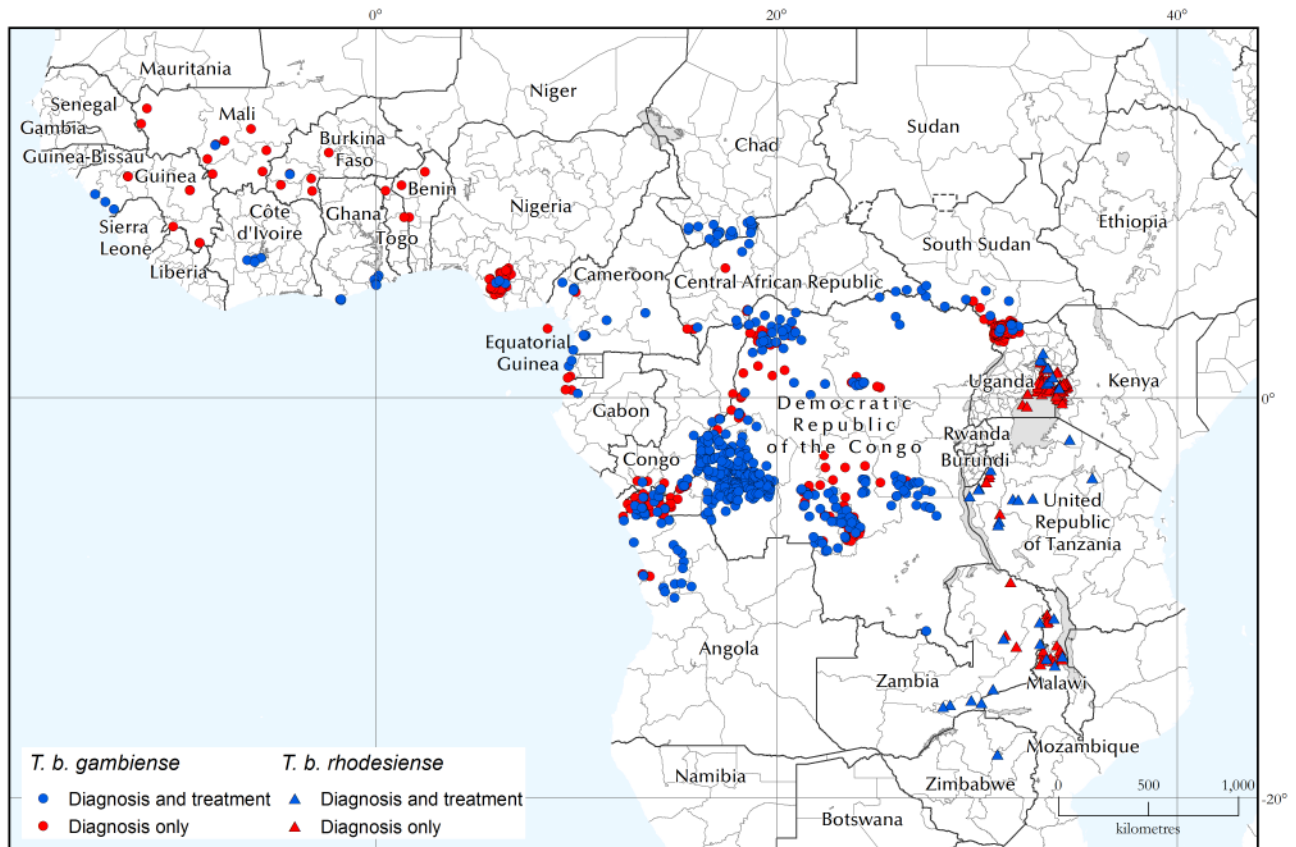 0°
20°
40°
Mauritania
Senegal
Gambia
Guinea-Bissau
Guinea
Sierra
Leone
Liberia
Mali
Burkina
Faso
Côte
d'Ivoire
Ghana
Togo
Benin
Niger
Nigeria
Chad
Sudan
Ethiopia
South Sudan
Cameroon
Central African Republic
Equatorial
Guinea
Gabon
Congo
Democratic
Republic
of the Congo
Uganda
Kenya
0°
Rwanda
Burundi
United
Republic
of Tanzania
Angola
Zambia
Malawi
Mozambique
Zimbabwe
Namibia
Botswana
-20°
0
500
1,000
kilometres
T. b. gambiense
T. b. rhodesiense
Diagnosis and treatment
Diagnosis and treatment
Diagnosis only
Diagnosis only